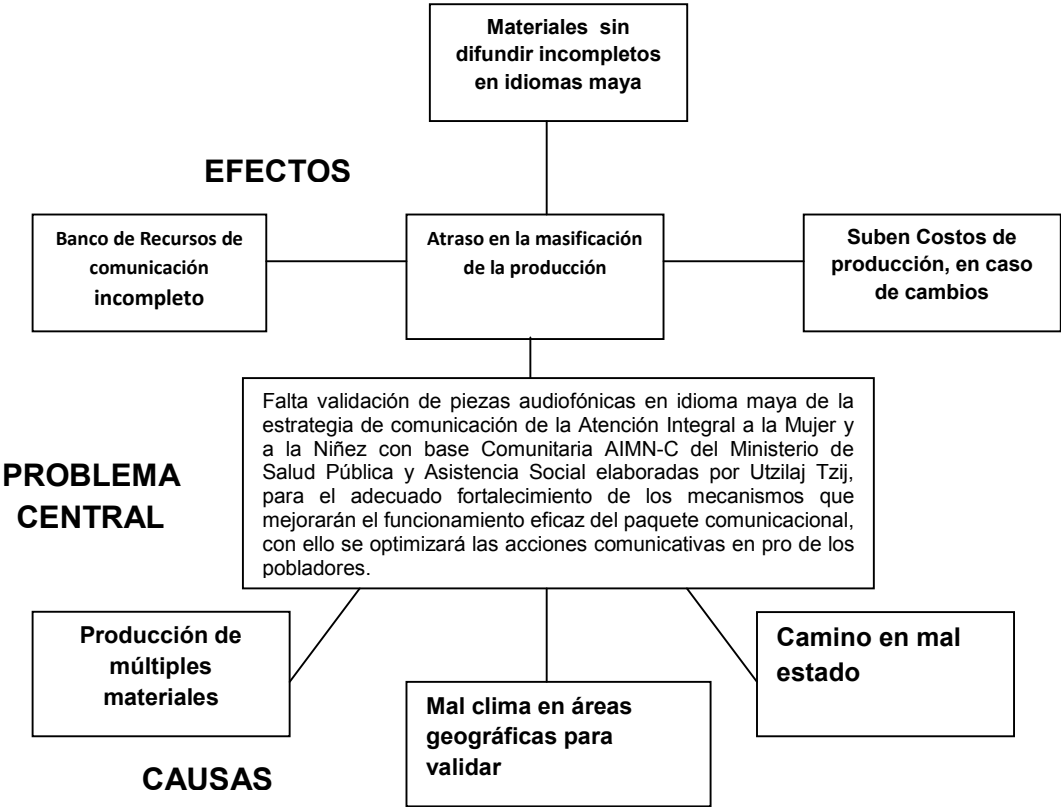 Materiales sin
difundir incompletos
en idiomas maya
EFECTOS
Banco de Recursos de
comunicación
incompleto
Atraso en la masificación
de la producción
Suben Costos de
producción, en caso
de cambios
PROBLEMA
CENTRAL
Falta validación de piezas audiofónicas en idioma maya de la
estrategia de comunicación de la Atención Integral a la Mujer y
a la Niñez con base Comunitaria AIMN-C del Ministerio de
Salud Pública y Asistencia Social elaboradas por Utzilaj Tzij,
para el adecuado fortalecimiento de los mecanismos que
mejorarán el funcionamiento eficaz del paquete comunicacional,
con ello se optimizará las acciones comunicativas en pro de los
pobladores.
Producción de
múltiples
materiales
Mal clima en áreas
geográficas para
validar
Camino en mal
estado
CAUSAS